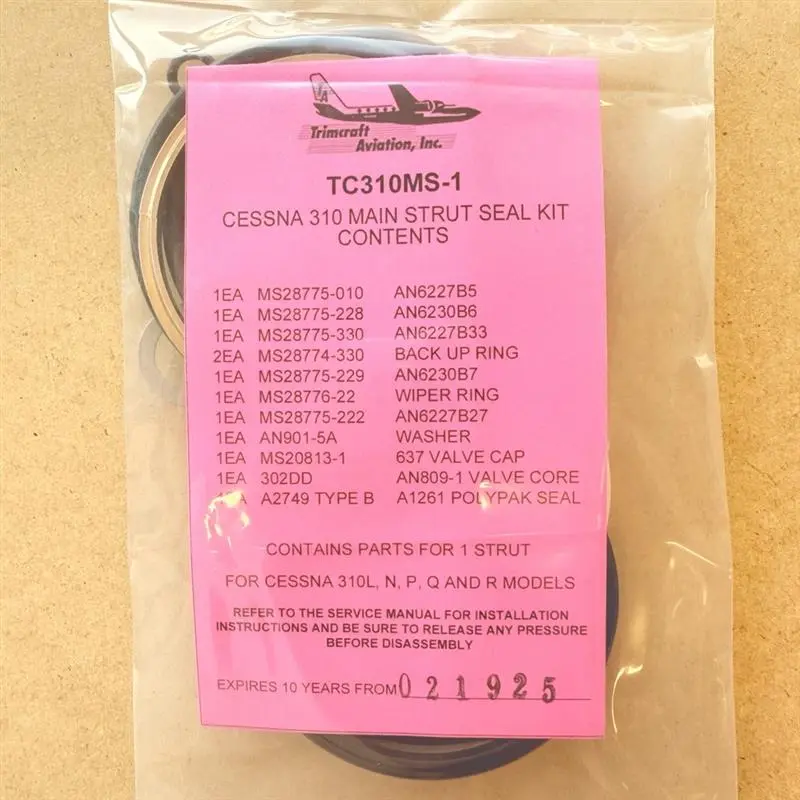 TA
Trimcraft
Aviation, Inc.
TC310MS-1
CESSNA 310 MAIN STRUT SEAL KIT
CONTENTS
1EA MS28775-010 AN6227B5
1EA MS28775-228 AN6230B6
1EA MS28775-330 AN6227B33
2EA MS28774-330 BACK UP RING
1EA MS28775-229 AN6230B7
1EA MS28776-22 WIPER RING
1EA MS28775-222 AN6227B27
1EA AN901-5A WASHER
1EA MS20813-1 637 VALVE CAP
1EA 302DD AN809-1 VALVE CORE
A2749 TYPE B A1261 POLYPAK SEAL
CONTAINS PARTS FOR 1 STRUT
FOR CESSNA 310L, N, P, Q AND R MODELS
REFER TO THE SERVICE MANUAL FOR INSTALLATION
INSTRUCTIONS AND BE SURE TO RELEASE ANY PRESSURE
BEFORE DISASSEMBLY
EXPIRES 10 YEARS FROM 021925